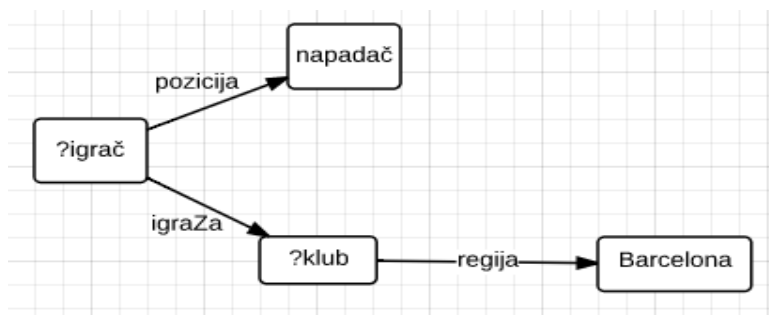 napadač
pozicija
?igrač
igraZa
?klub
regija
Barcelona